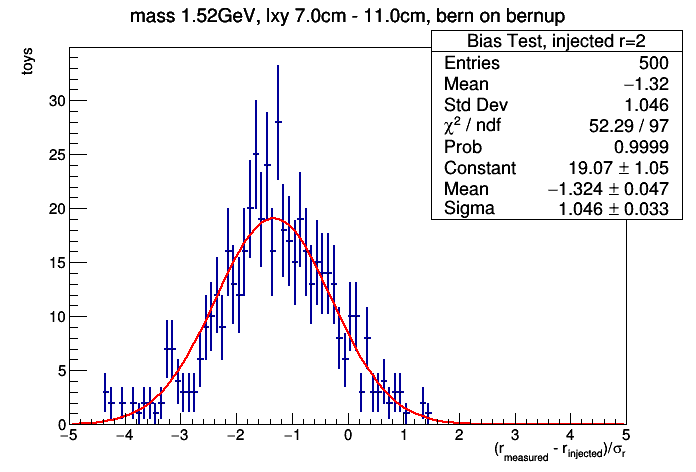 mass 1.52GeV, lxy 7.0cm - 11.0cm, bern on bernup
Bias Test, injected r=2
Entries 500
Mean −1.32
Std Dev 1.046
χ² / ndf 52.29 / 97
Prob 0.9999
Constant 19.07 ± 1.05
Mean −1.324 ± 0.047
Sigma 1.046 ± 0.033
toys
30
25
20
15
10
5
0
−5 −4 −3 −2 −1 0 1 2 3 4 5
(r_measured - r_injected)/σ_r